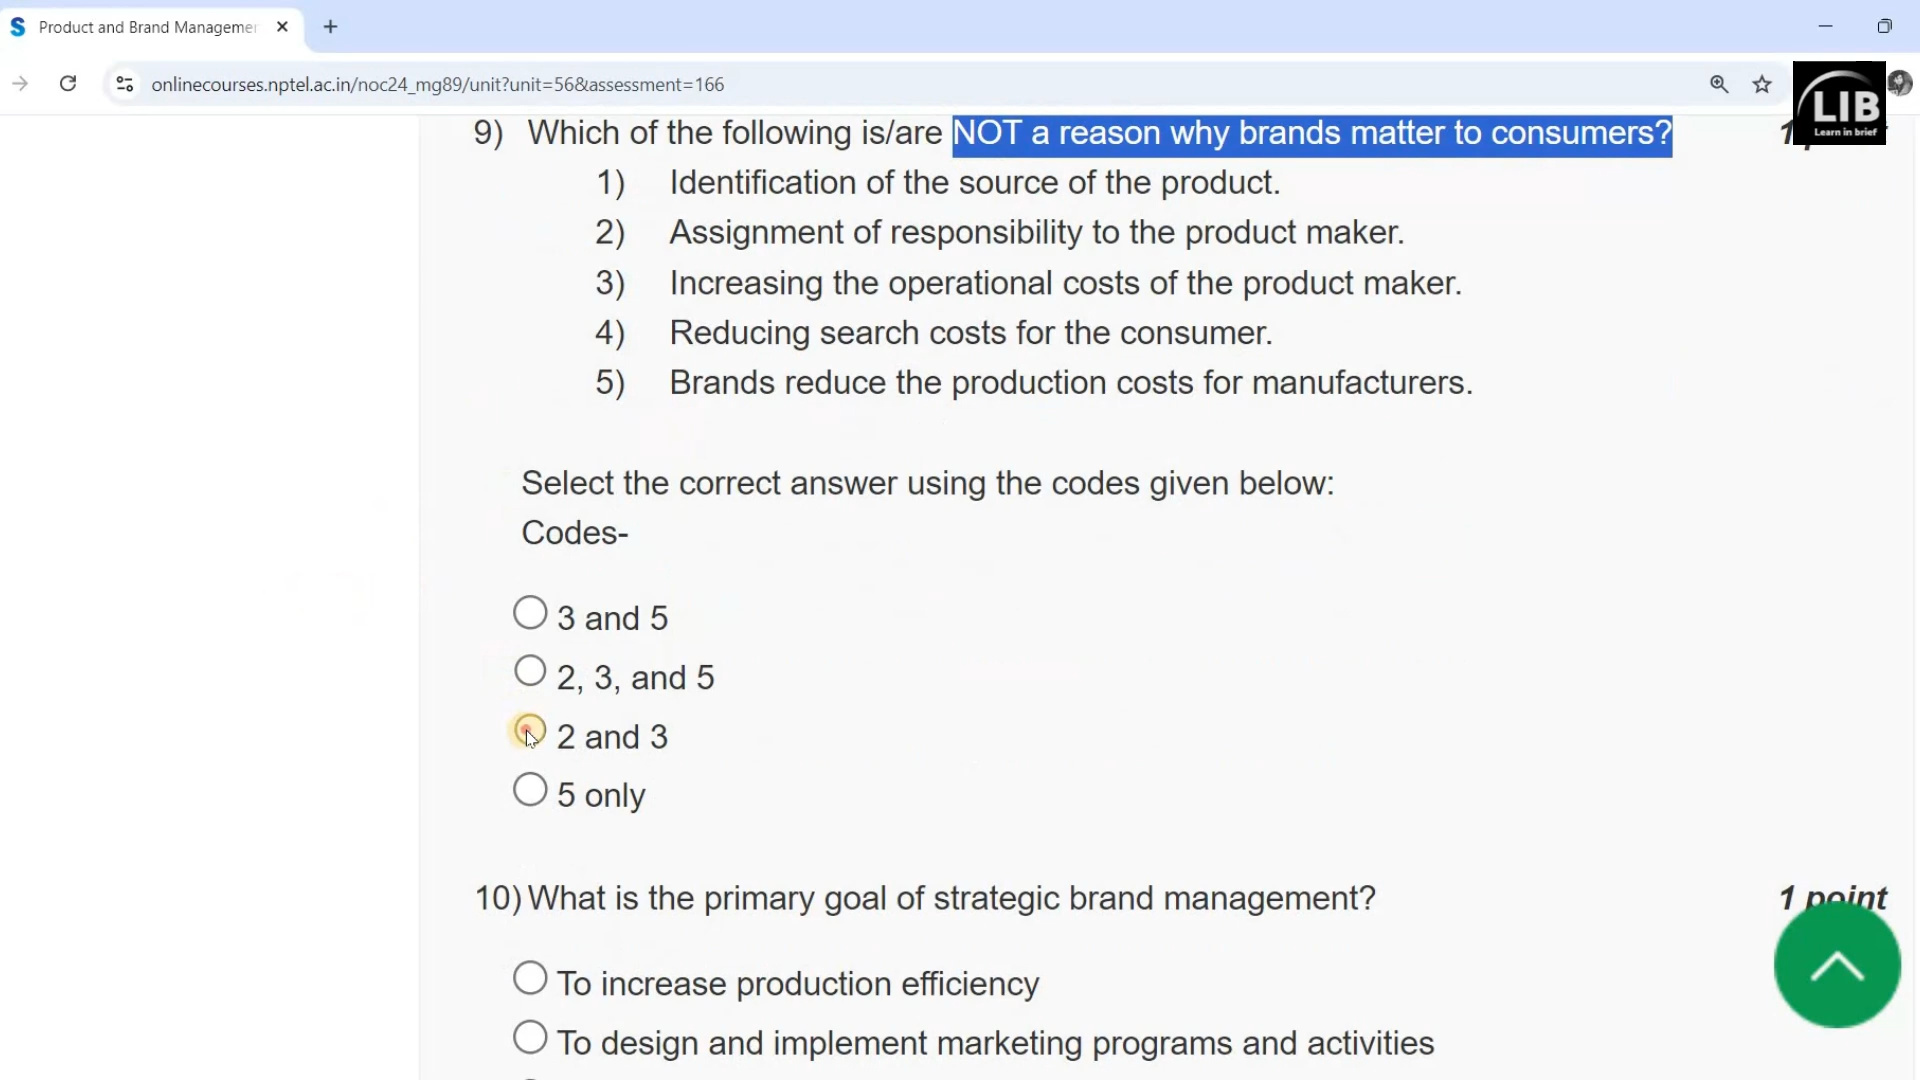 Product and Brand Managemen
onlinecourses.nptel.ac.in/noc24_mg89/unit?unit=56&assessment=166
LIB
Learn in brief
9) Which of the following is/are NOT a reason why brands matter to consumers?
1) Identification of the source of the product.
2) Assignment of responsibility to the product maker.
3) Increasing the operational costs of the product maker.
4) Reducing search costs for the consumer.
5) Brands reduce the production costs for manufacturers.
Select the correct answer using the codes given below:
Codes-
3 and 5
2, 3, and 5
2 and 3
5 only
10) What is the primary goal of strategic brand management? 1 point
To increase production efficiency
To design and implement marketing programs and activities